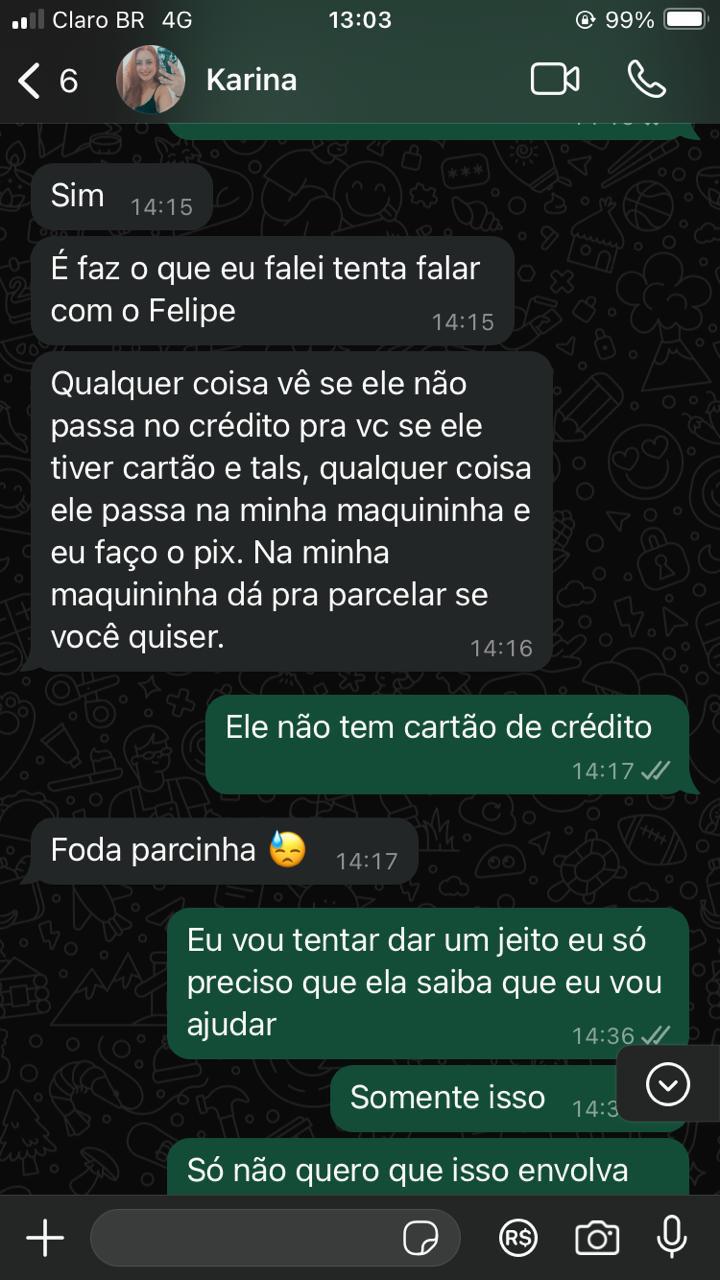 Claro BR 4G 13:03 99%
6 Karina
Sim 14:15
É faz o que eu falei tenta falar
com o Felipe 14:15
Qualquer coisa vê se ele não
passa no crédito pra vc se ele
tiver cartão e tals, qualquer coisa
ele passa na minha maquininha e
eu faço o pix. Na minha
maquininha dá pra parcelar se
você quiser. 14:16
Ele não tem cartão de crédito
14:17
Foda parcinha 😓 14:17
Eu vou tentar dar um jeito eu só
preciso que ela saiba que eu vou
ajudar 14:36
Somente isso
Só não quero que isso envolva
R$